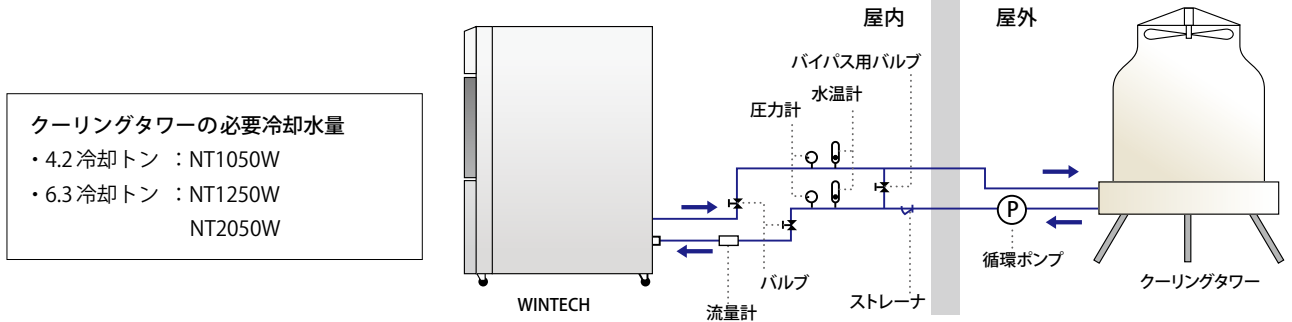 クーリングタワーの必要冷却水量
・4.2 冷却トン ：NT1050W
・6.3 冷却トン ：NT1250W
NT2050W
屋内
屋外
バイパス用バルブ
水温計
圧力計
P
循環ポンプ
クーリングタワー
バルブ
ストレーナ
流量計
WINTECH